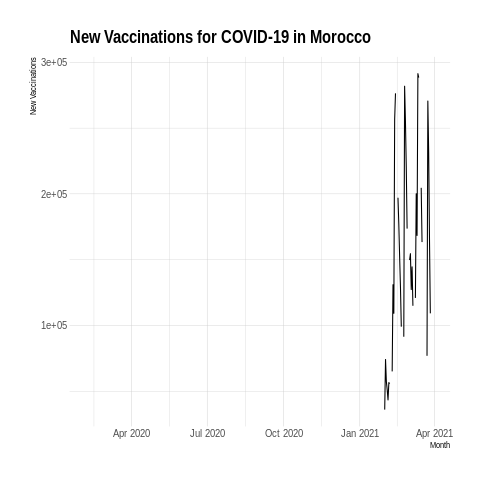 New Vaccinations for COVID-19 in Morocco
New Vaccinations
3e+05
2e+05
1e+05
Apr 2020 Jul 2020 Oct 2020 Jan 2021 Apr 2021
Month